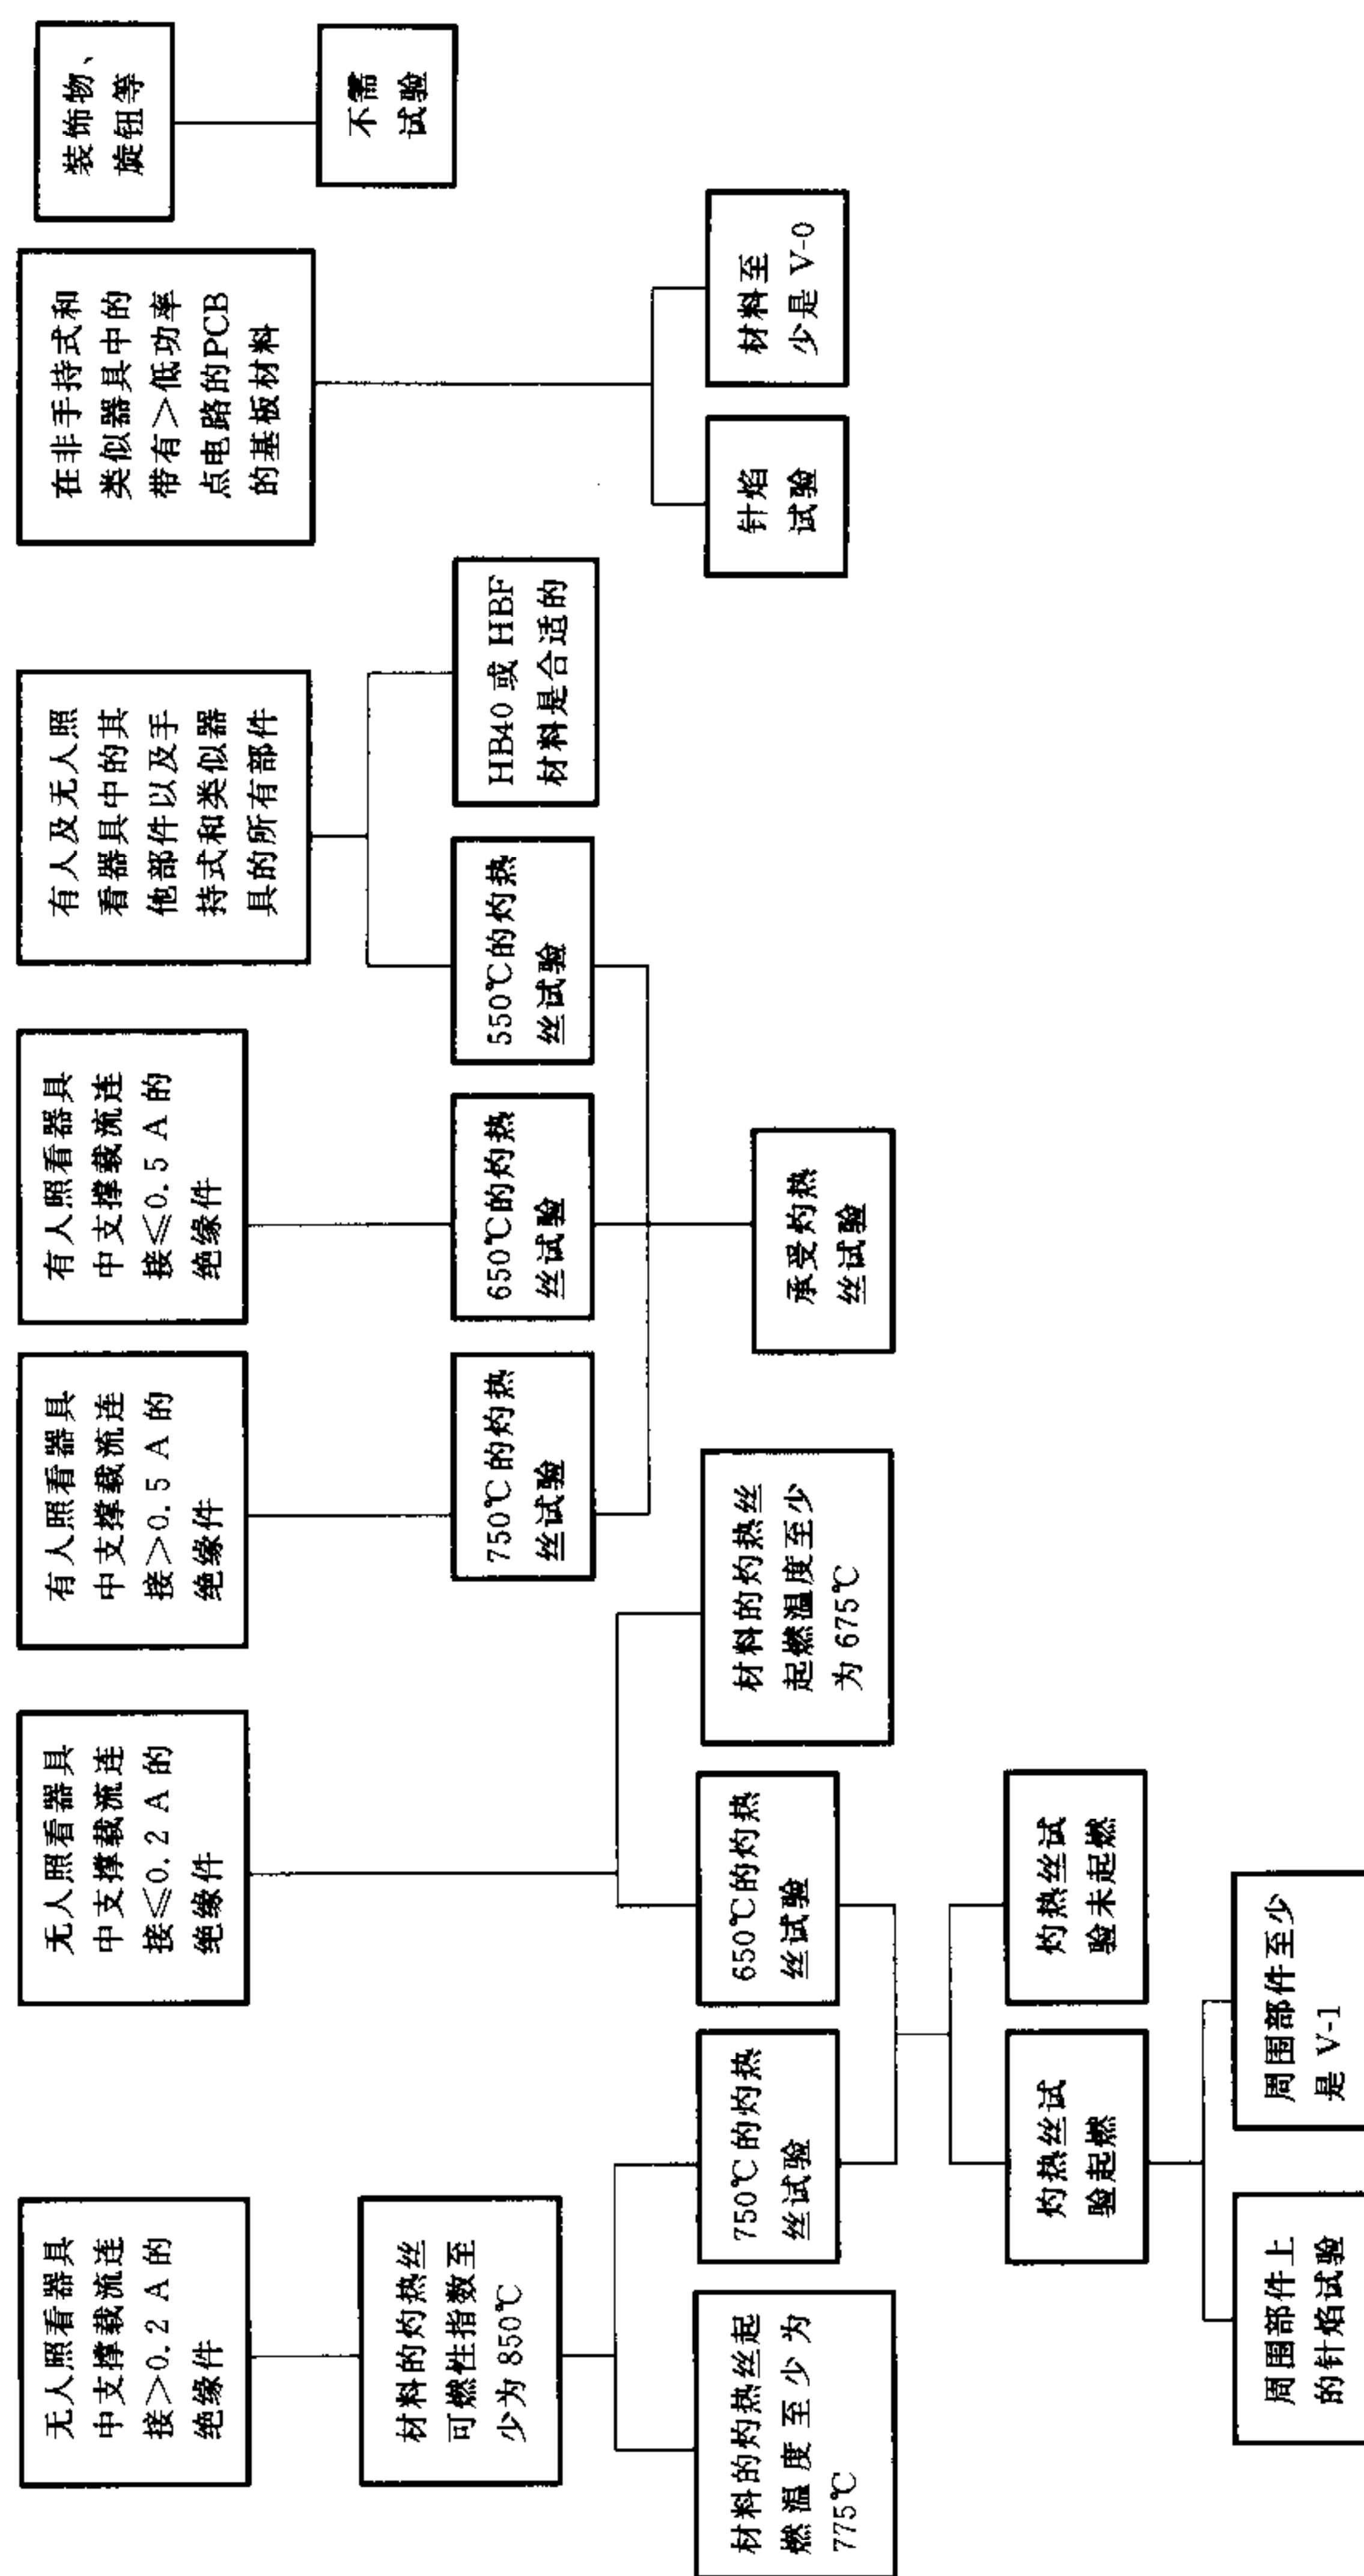 无人照看器具
中支撑载流连
接>0.2 A的
绝缘件
无人照看器具
中支撑载流连
接≤0.2 A的
绝缘件
有人照看器具
中支撑载流连
接>0.5 A的
绝缘件
有人照看器具
中支撑载流连
接≤0.5 A的
绝缘件
有人及无人照
看器具中的其
他部件以及手
持式和类似器
具的所有部件
在非手持式和
类似器具中的
带有>低功率
点电路的PCB
的基板材料
装饰物、
旋钮等
材料的灼热丝
可燃性指数至
少为850℃
750℃的灼热
丝试验
650℃的灼热
丝试验
550℃的灼热
丝试验
HB40 或 HBF
材料是合适的
不需
试验
材料的灼热丝起
燃温度至少为
775℃
750℃的灼热
丝试验
650℃的灼热
丝试验
材料的灼热丝
起燃温度至少
为675℃
承受灼热
丝试验
针焰
试验
材料至
少是 V-0
灼热丝试
验起燃
灼热丝试
验未起燃
周围部件上
的针焰试验
周围部件至少
是 V-1